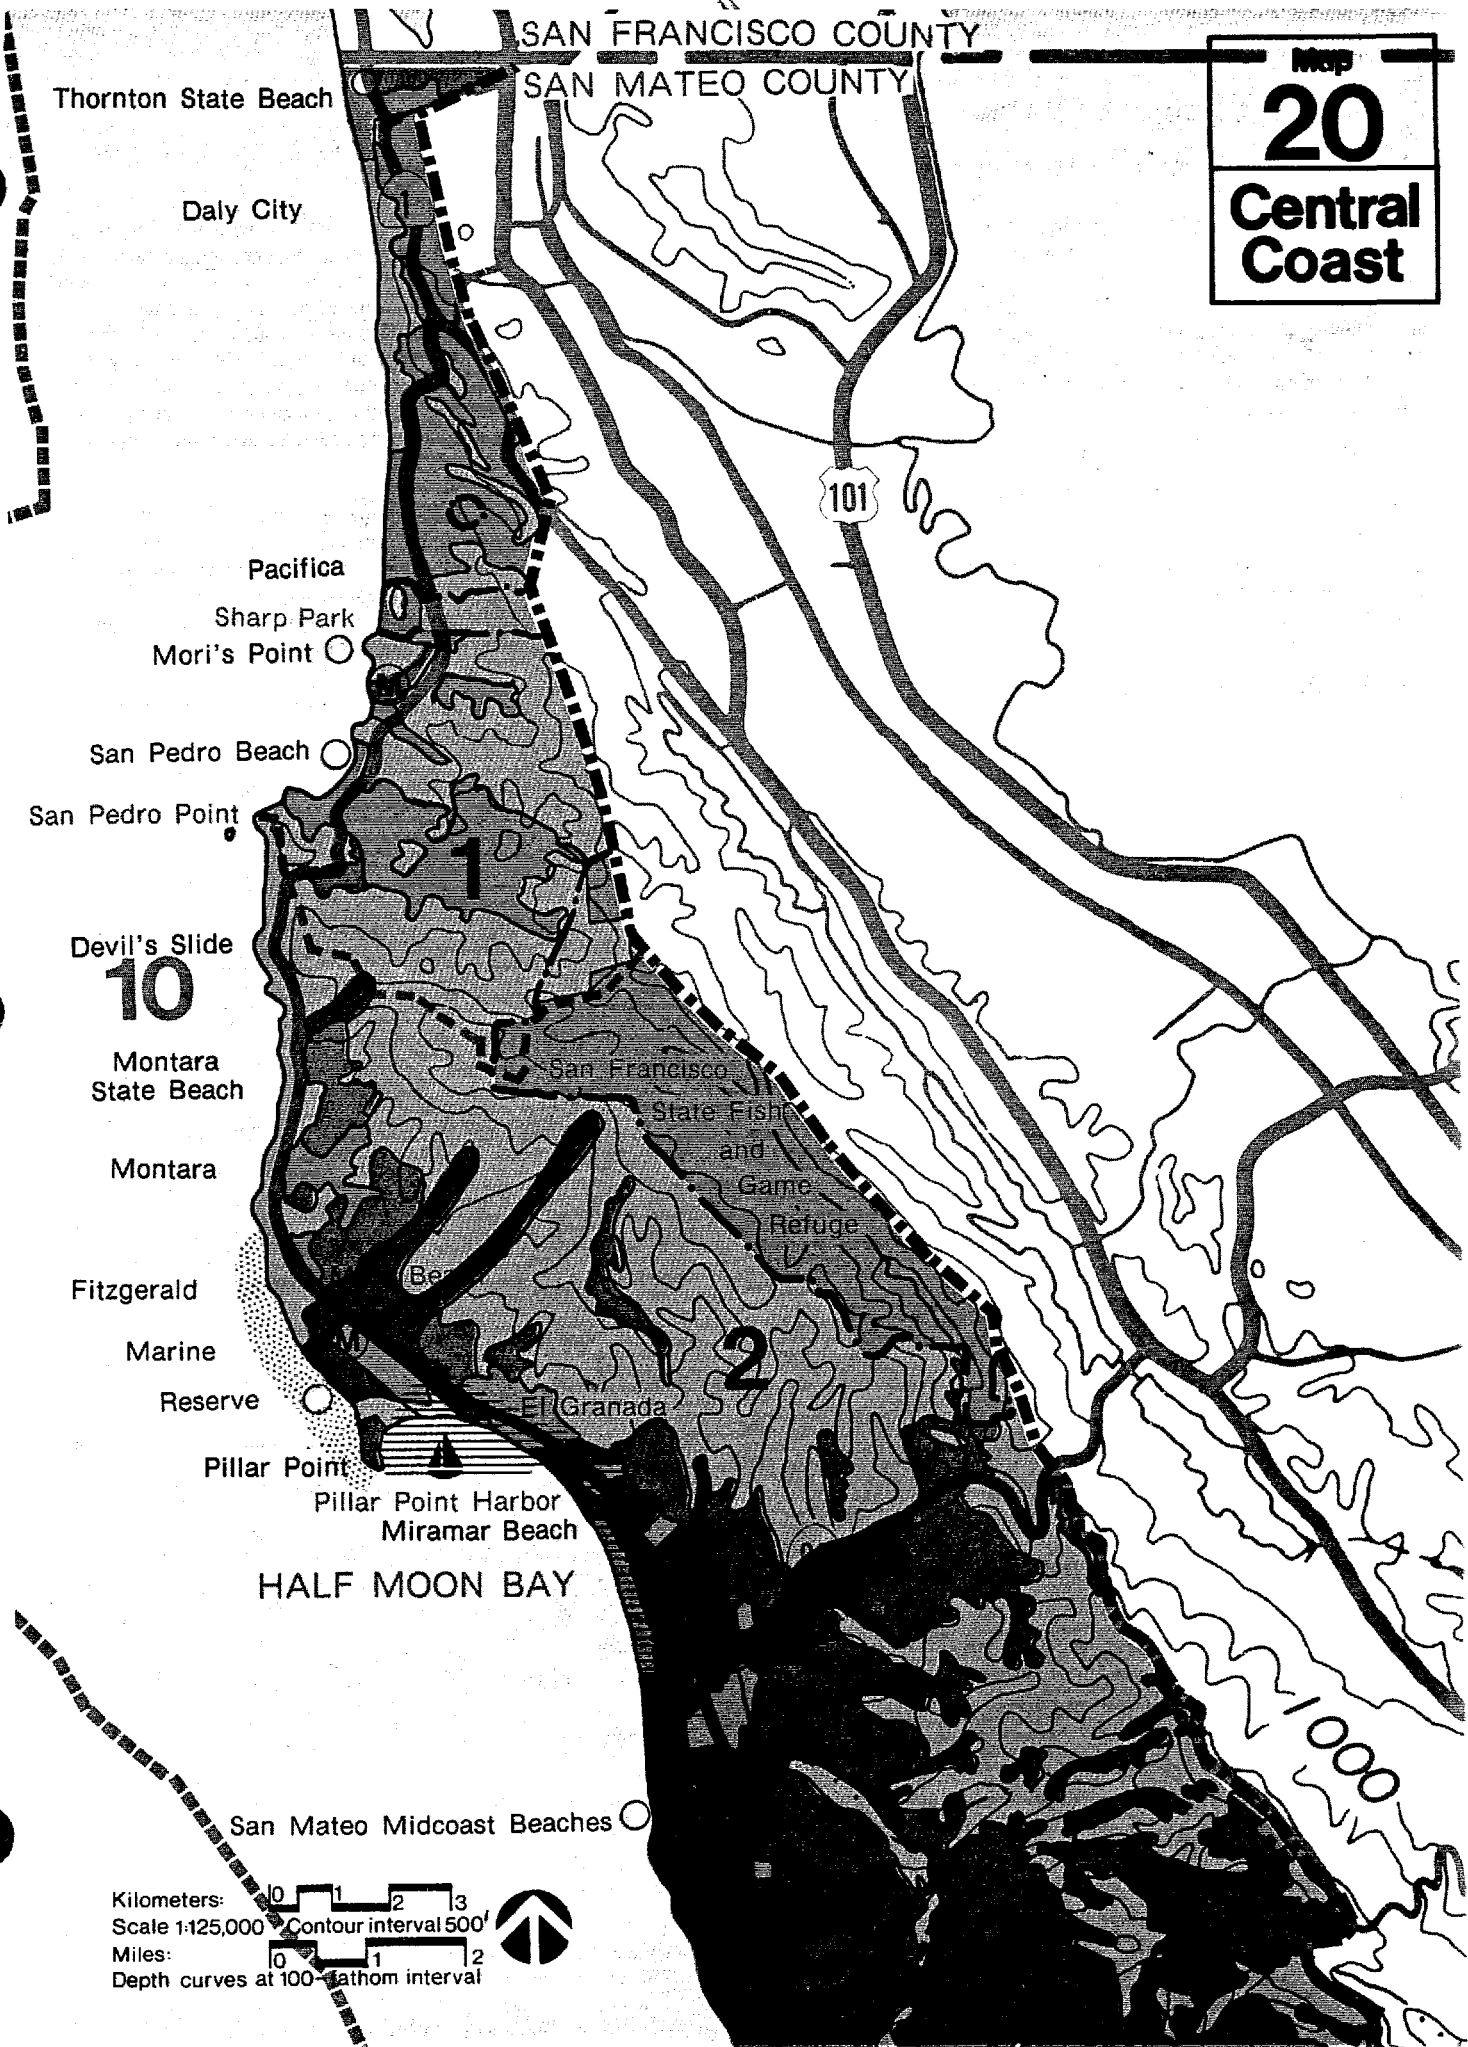 SAN FRANCISCO COUNTY
SAN MATEO COUNTY
Map
20
Central
Coast
Thornton State Beach
Daly City
1
101
Pacifica
Sharp Park
Mori's Point
San Pedro Beach
San Pedro Point
1
Devil's Slide
10
Montara
State Beach
San Francisco
State Fish
and
Game
Refuge
Montara
Fitzgerald
Marine
Reserve
M
2
El Granada
Pillar Point
Pillar Point Harbor
Miramar Beach
HALF MOON BAY
1000
San Mateo Midcoast Beaches
Kilometers: 0 1 2 3
Scale 1:125,000 Contour interval 500'
Miles: 0 1 2
Depth curves at 100-fathom interval